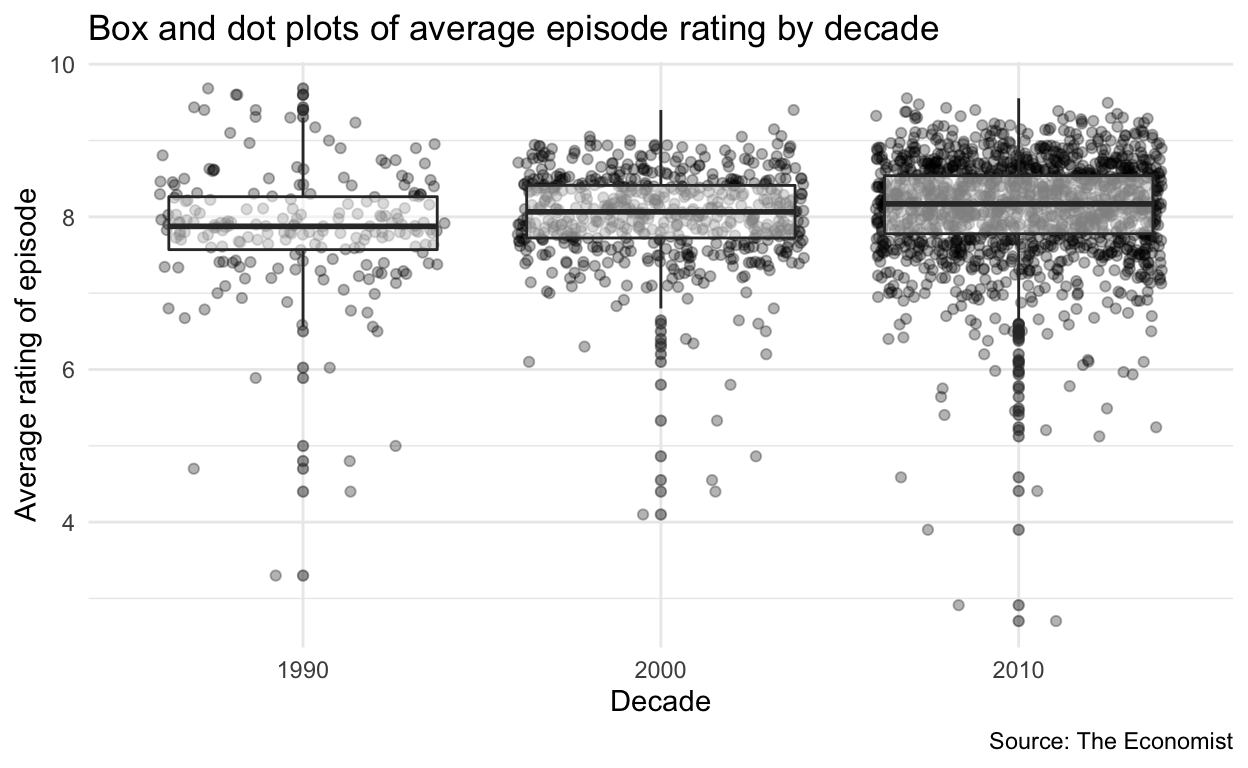 Box and dot plots of average episode rating by decade
10
8
6
4
Average rating of episode
1990
2000
2010
Decade
Source: The Economist